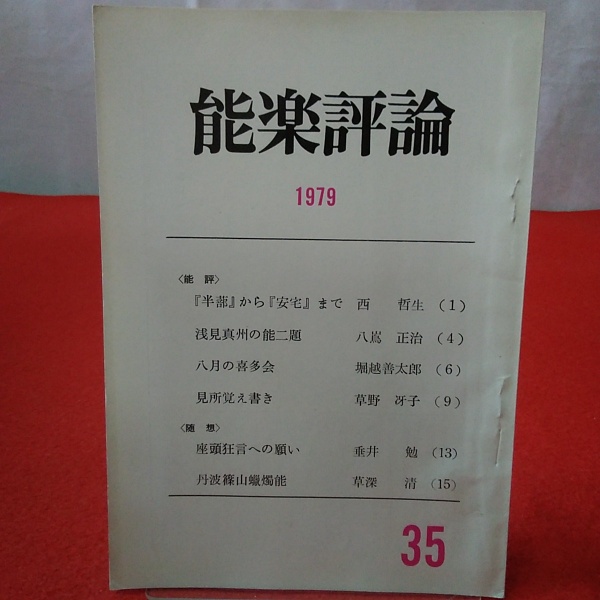 能楽評論
1979
〈能 評〉
『半蔀』から『安宅』まで 西 哲生 (1)
浅見真州の能二題 八嶌 正治 (4)
八月の喜多会 堀越善太郎 (6)
見所覚え書き 草野 冴子 (9)
〈随 想〉
座頭狂言への願い 垂井 勉 (13)
丹波篠山蠟燭能 草深 清 (15)
35